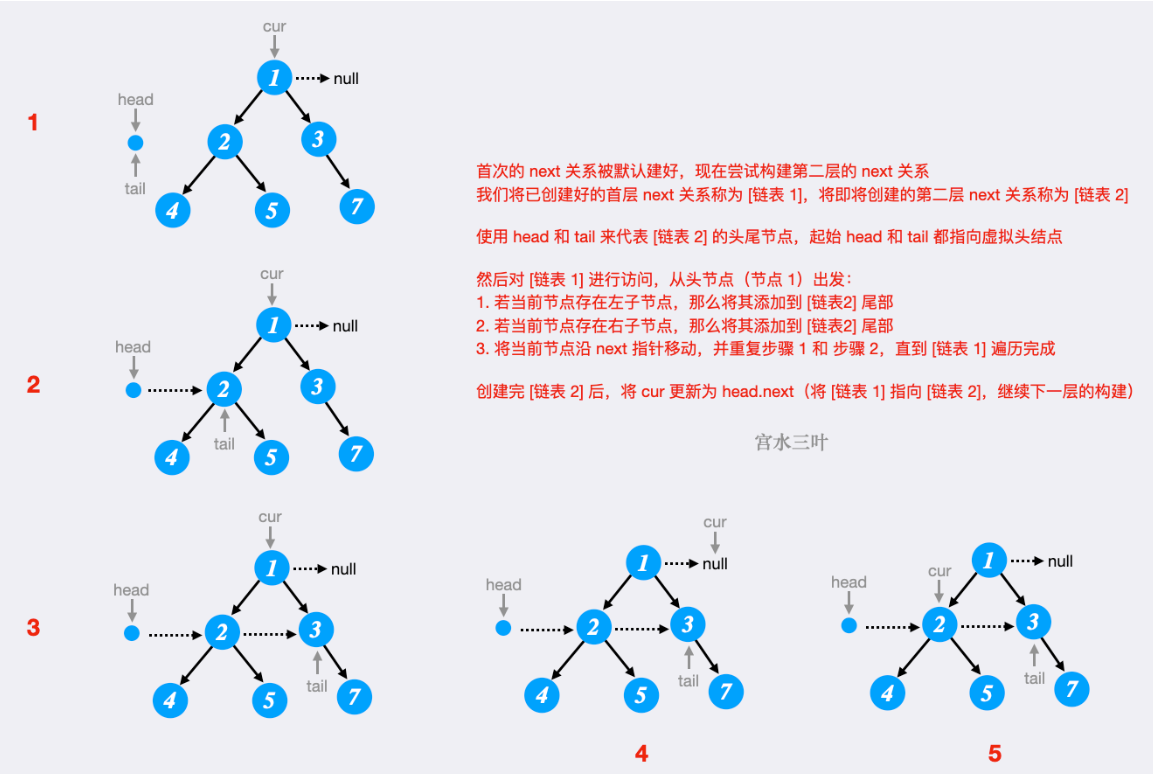 cur
1 null
head
1
2 3
tail
4 5 7
首次的 next 关系被默认建好，现在尝试构建第二层的 next 关系
我们将已创建好的首层 next 关系称为 [链表 1]，将即将创建的第二层 next 关系称为 [链表 2]
使用 head 和 tail 来代表 [链表 2] 的头尾节点，起始 head 和 tail 都指向虚拟头结点
然后对 [链表 1] 进行访问，从头节点（节点 1）出发：
1. 若当前节点存在左子节点，那么将其添加到 [链表2] 尾部
2. 若当前节点存在右子节点，那么将其添加到 [链表2] 尾部
3. 将当前节点沿 next 指针移动，并重复步骤 1 和 步骤 2，直到 [链表 1] 遍历完成
创建完 [链表 2] 后，将 cur 更新为 head.next（将 [链表 1] 指向 [链表 2]，继续下一层的构建）
宫水三叶
cur
1 null
head
2
2 3
tail
4 5 7
cur
1 null
head
3
2 3
tail
4 5 7
cur
1 null
head
2 3
tail
4 5 7
4
1 null
cur
head
2 3
tail
4 5 7
5